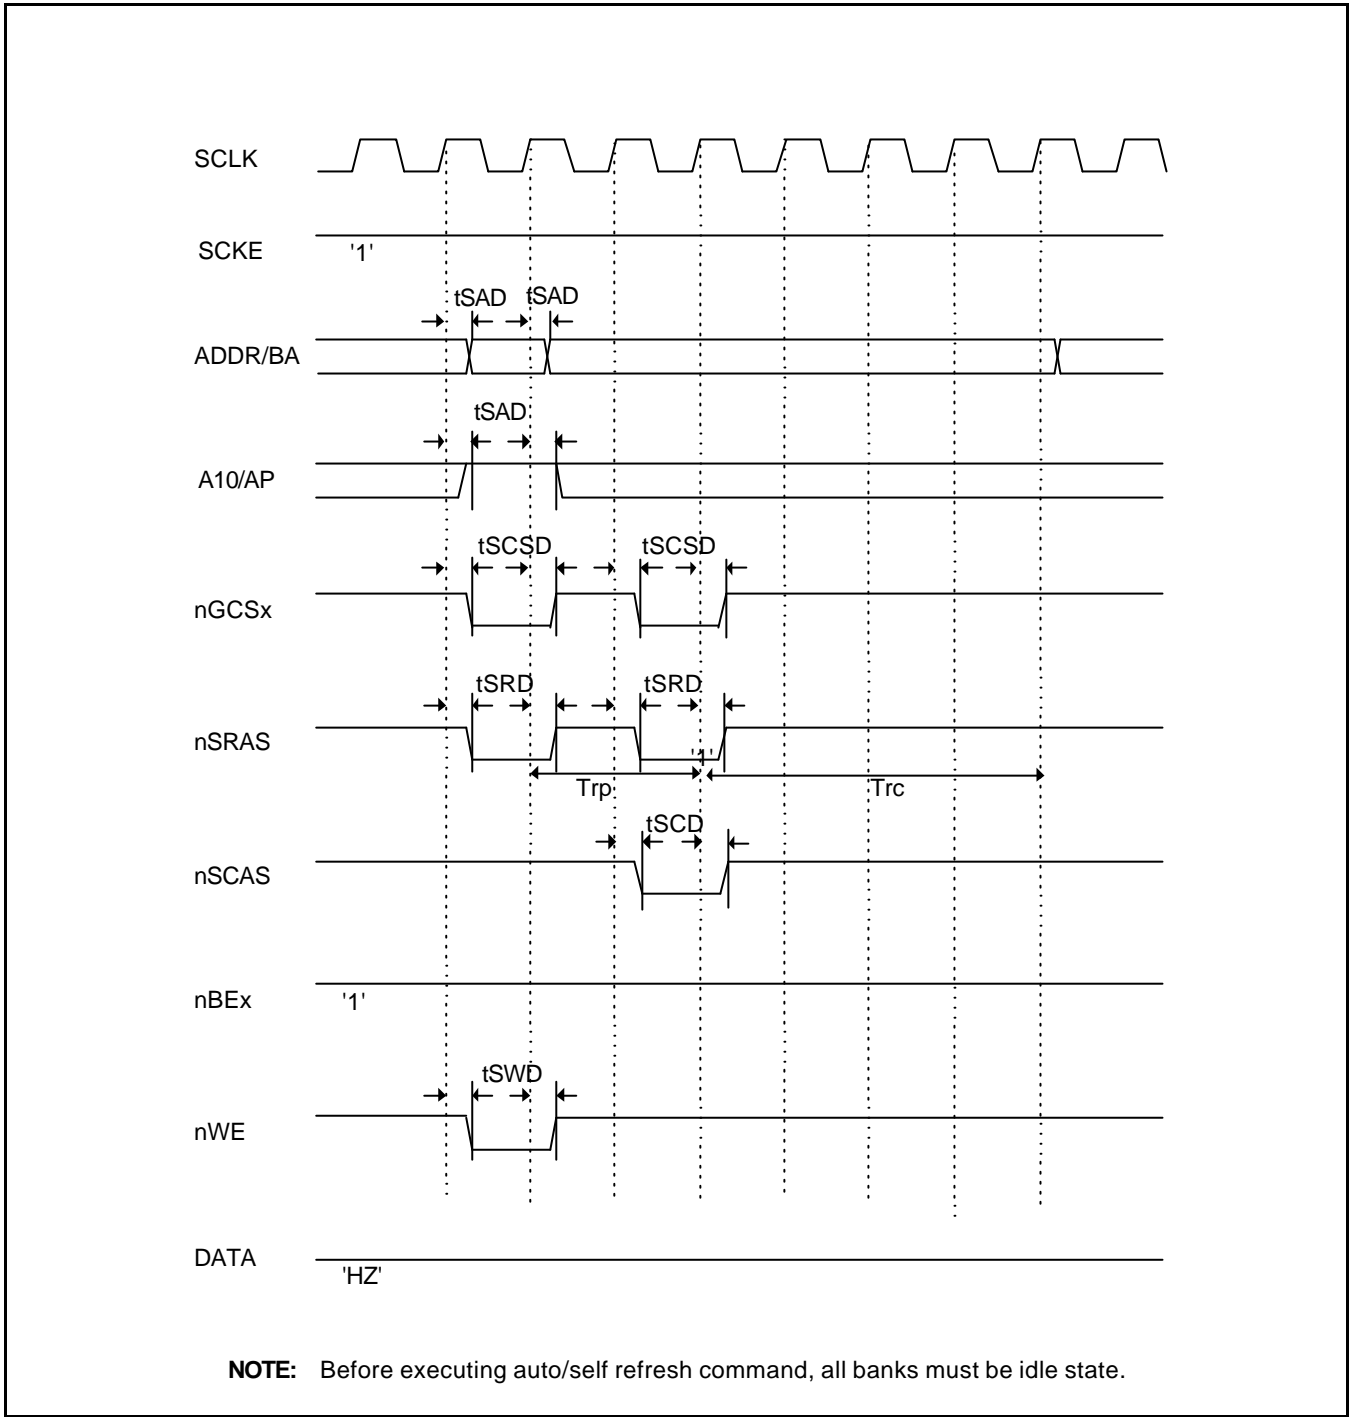 SCLK
SCKE
'1'
tSAD tSAD
ADDR/BA
tSAD
A10/AP
tSCSD tSCSD
nGCSx
tSRD tSRD
nSRAS
'1'
Trp Trc
tSCD
nSCAS
nBEx '1'
tSWD
nWE
DATA
'HZ'
NOTE: Before executing auto/self refresh command, all banks must be idle state.